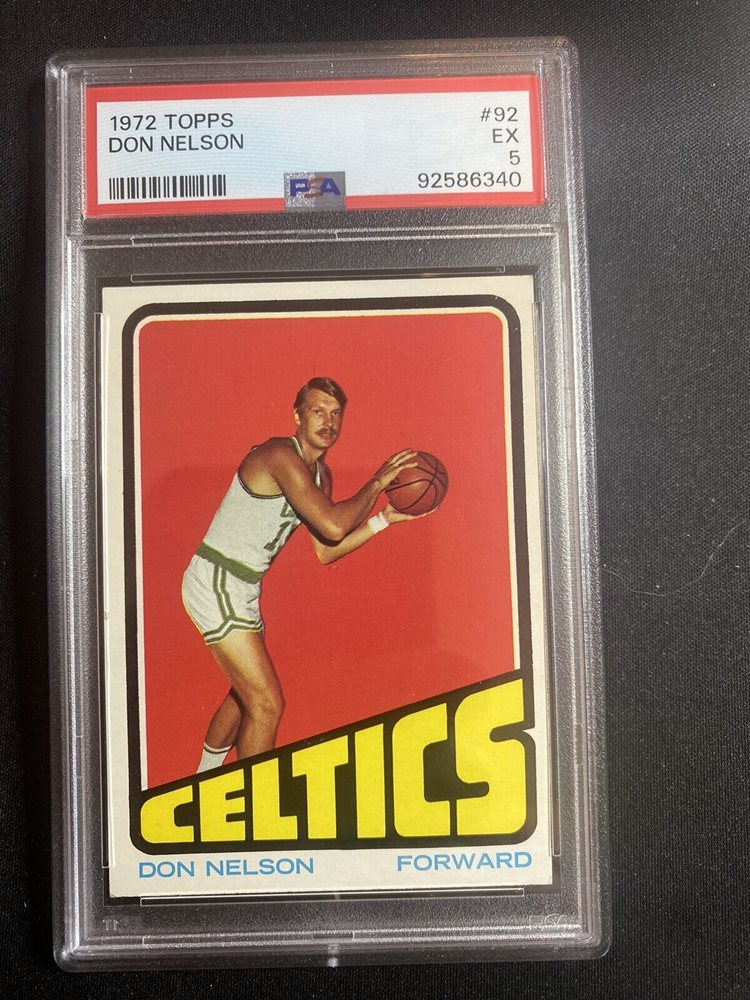 1972 TOPPS #92
DON NELSON EX
5
PSA 92586340
CELTICS
DON NELSON FORWARD